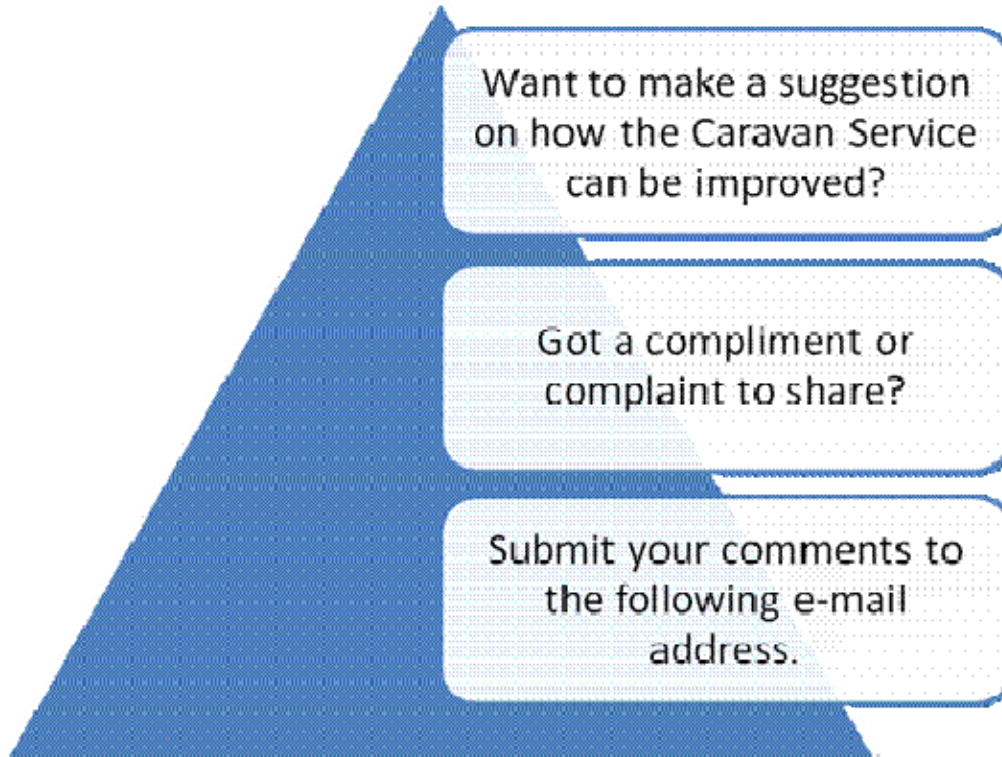 Want to make a suggestion
on how the Caravan Service
can be improved?
Got a compliment or
complaint to share?
Submit your comments to
the following e-mail
address.